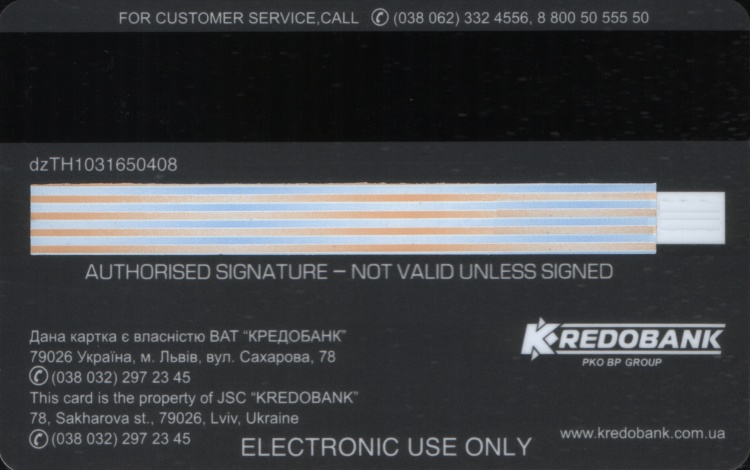 FOR CUSTOMER SERVICE,CALL ✆ (038 062) 332 4556, 8 800 50 555 50
dzTH1031650408
AUTHORISED SIGNATURE – NOT VALID UNLESS SIGNED
Дана картка є власністю ВАТ “КРЕДОБАНК”
79026 Україна, м. Львів, вул. Сахарова, 78
✆ (038 032) 297 23 45
This card is the property of JSC “KREDOBANK”
78, Sakharova st., 79026, Lviv, Ukraine
✆ (038 032) 297 23 45
KREDOBANK
PKO BP GROUP
ELECTRONIC USE ONLY
www.kredobank.com.ua